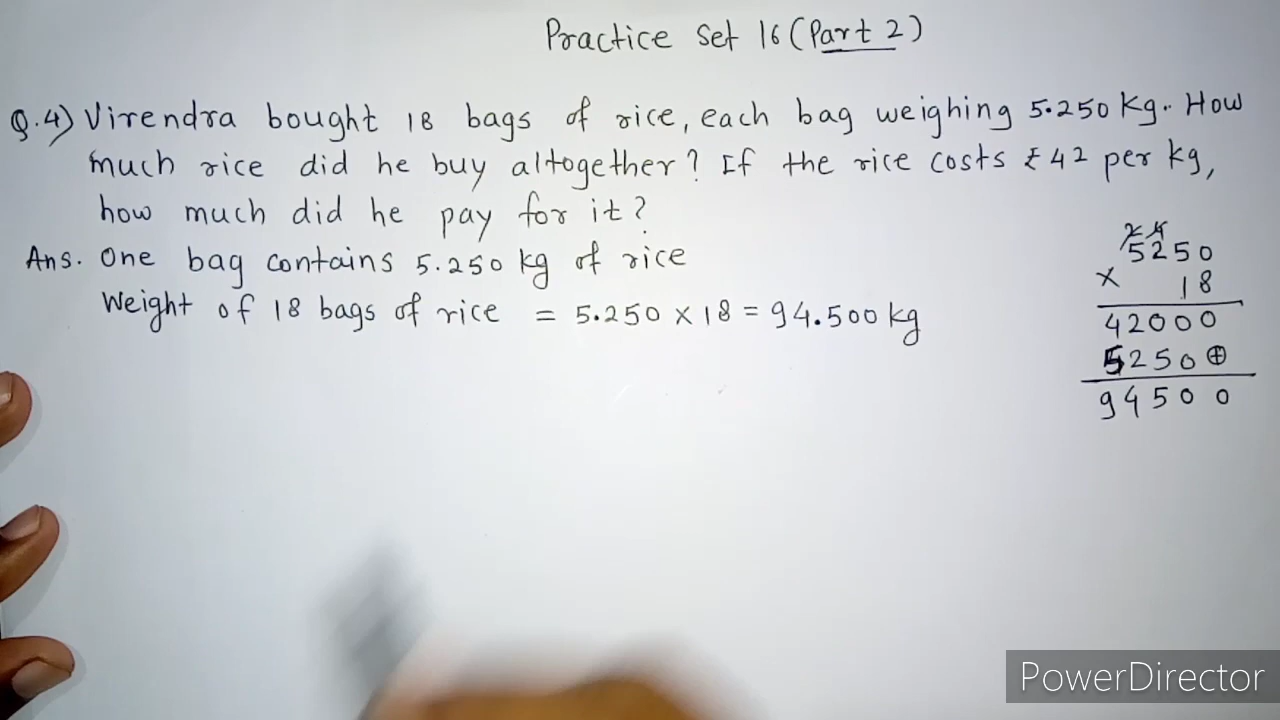 Practice Set 16 (Part 2)
Q.4) Virendra bought 18 bags of rice, each bag weighing 5.250 Kg. How
much rice did he buy altogether? If the rice costs ₹42 per kg,
how much did he pay for it?
Ans. One bag contains 5.250 kg of rice
Weight of 18 bags of rice = 5.250 × 18 = 94.500 kg
2 4
5250
× 18
42000
5250⊕
94500
PowerDirector